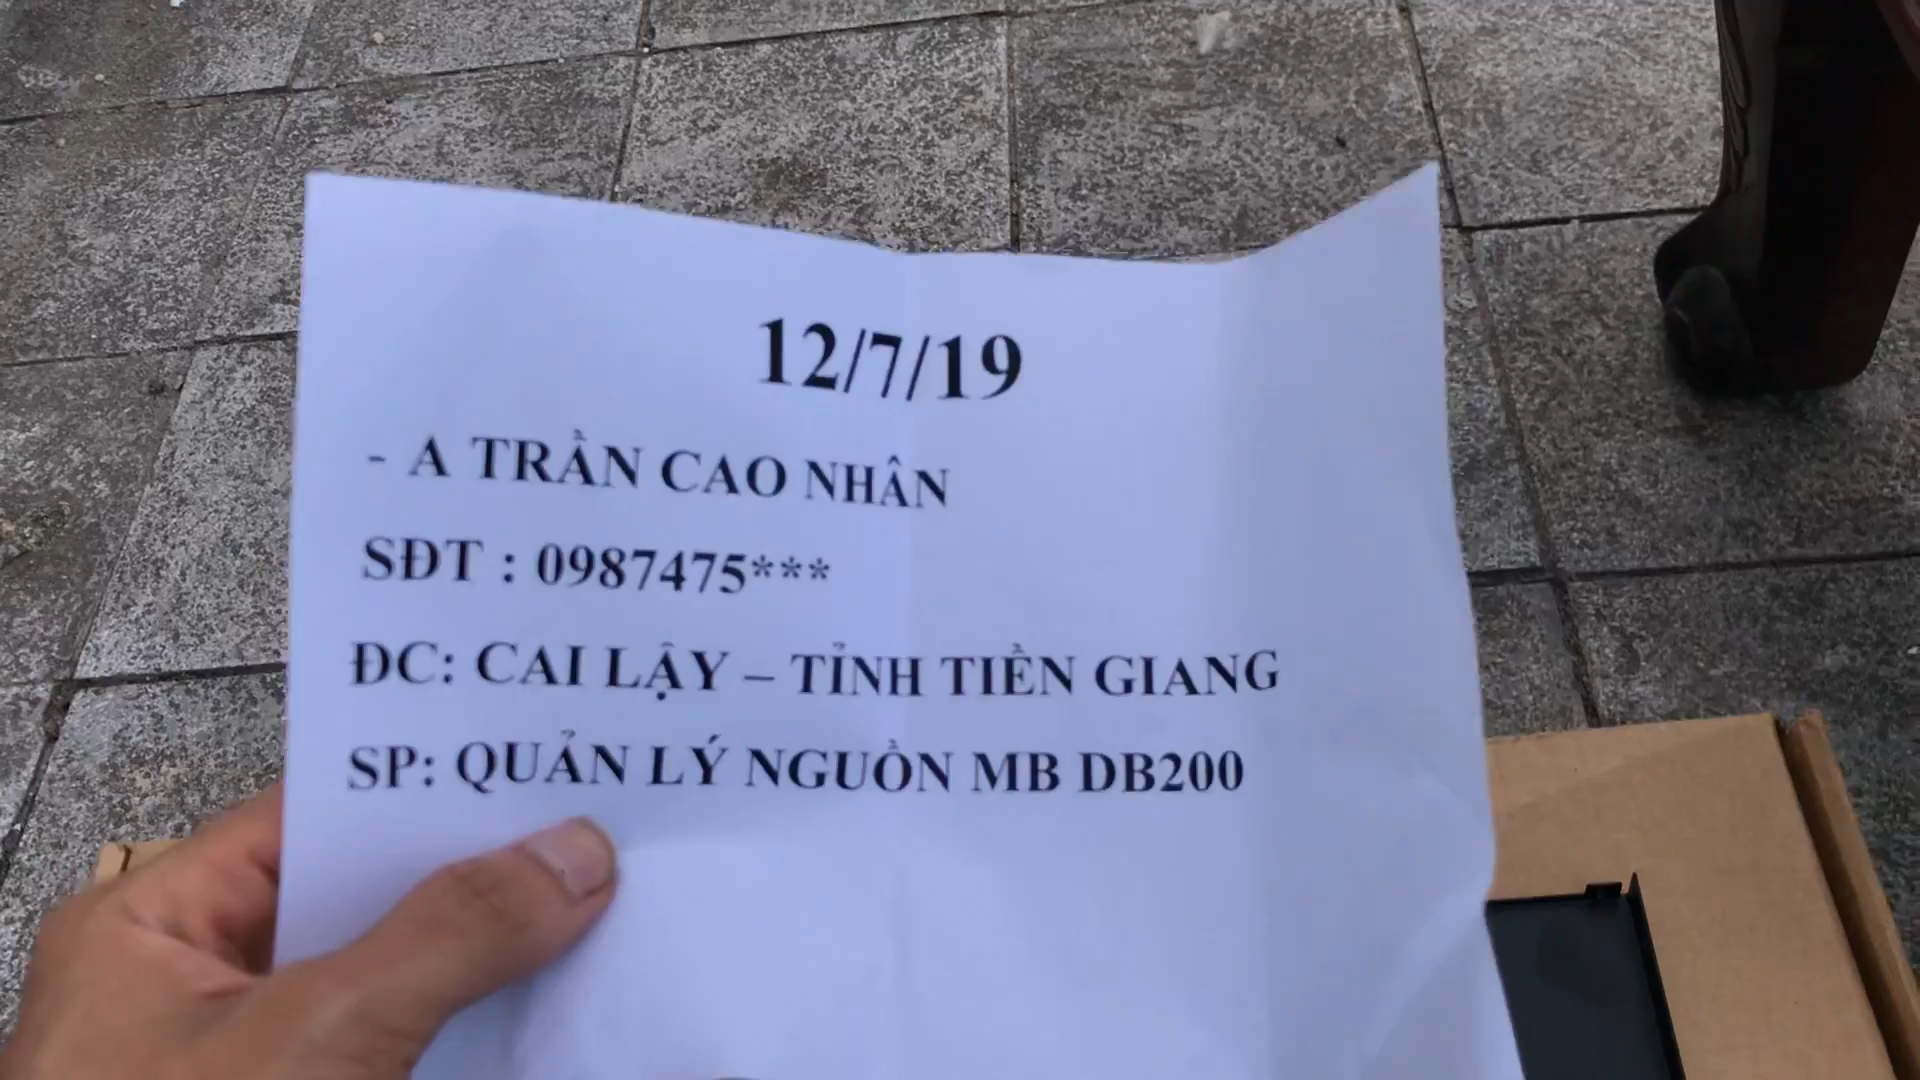 12/7/19
- A TRẦN CAO NHÂN
SĐT : 0987475***
ĐC: CAI LẬY – TỈNH TIỀN GIANG
SP: QUẢN LÝ NGUỒN MB DB200